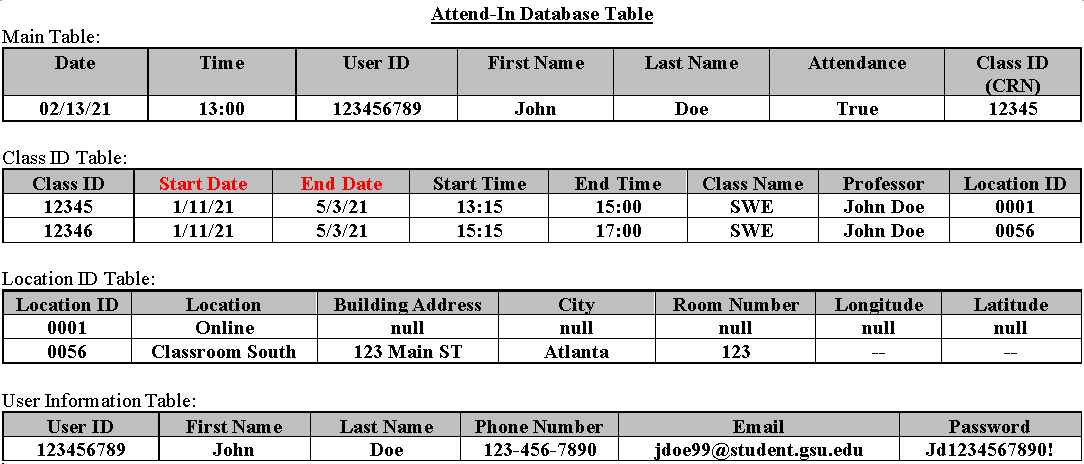 Attend-In Database Table
Main Table:
Date Time User ID First Name Last Name Attendance Class ID
(CRN)
02/13/21 13:00 123456789 John Doe True 12345
Class ID Table:
Class ID Start Date End Date Start Time End Time Class Name Professor Location ID
12345 1/11/21 5/3/21 13:15 15:00 SWE John Doe 0001
12346 1/11/21 5/3/21 15:15 17:00 SWE John Doe 0056
Location ID Table:
Location ID Location Building Address City Room Number Longitude Latitude
0001 Online null null null null null
0056 Classroom South 123 Main ST Atlanta 123 -- --
User Information Table:
User ID First Name Last Name Phone Number Email Password
123456789 John Doe 123-456-7890 jdoe99@student.gsu.edu Jd1234567890!